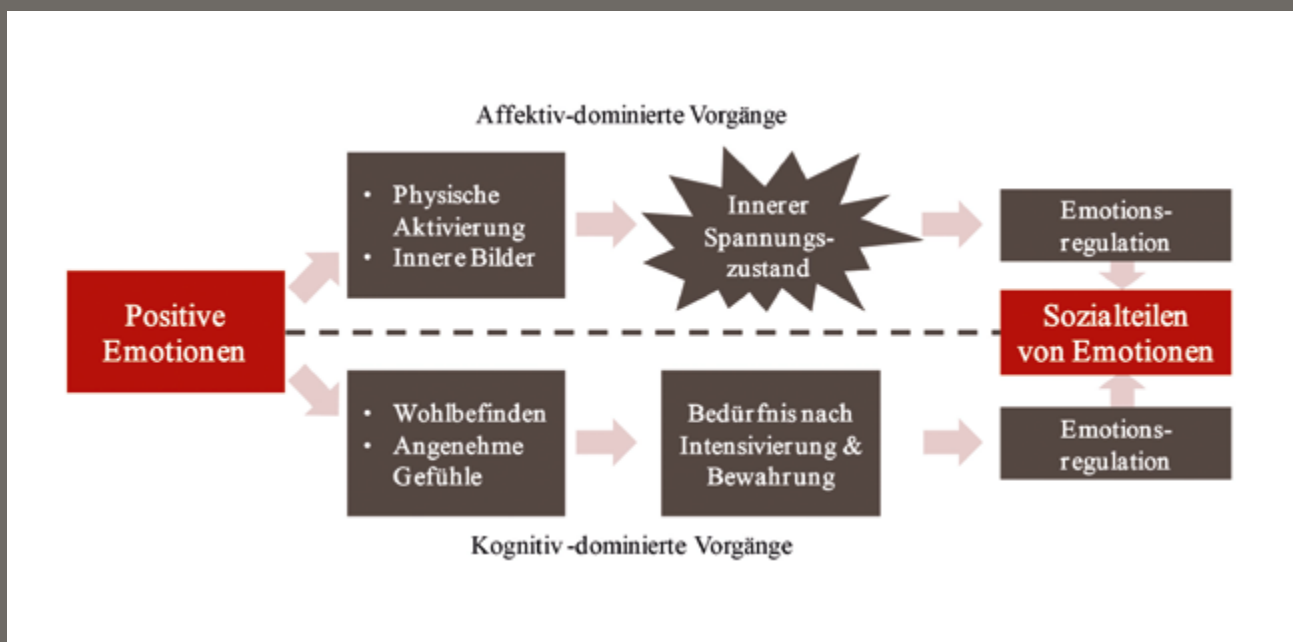 Affektiv-dominierte Vorgänge
• Physische
Aktivierung
• Innere Bilder
Innerer
Spannungs-
zustand
Emotions-
regulation
Positive
Emotionen
Sozialteilen
von Emotionen
• Wohlbefinden
• Angenehme
Gefühle
Bedürfnis nach
Intensivierung &
Bewahrung
Emotions-
regulation
Kognitiv -dominierte Vorgänge